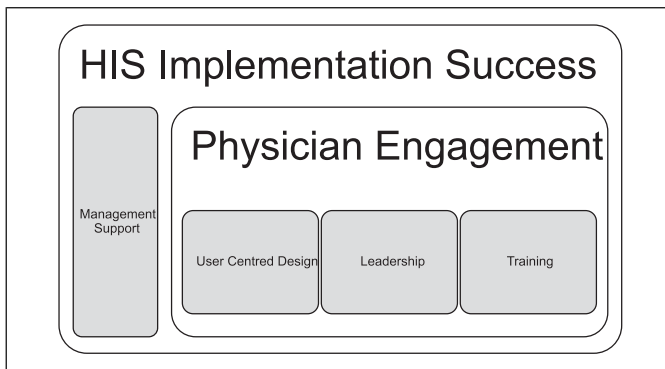 HIS Implementation Success
Physician Engagement
Management
Support
User Centred Design
Leadership
Training